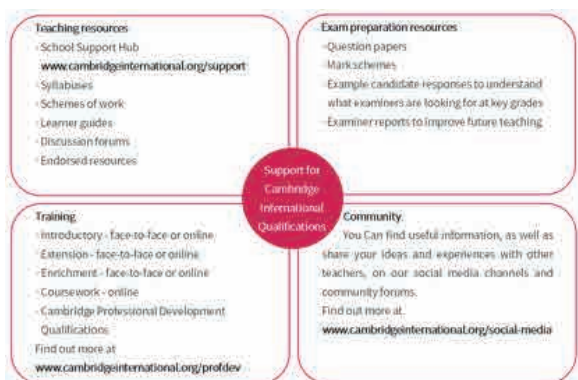 Teaching resources
· School Support Hub
www.cambridgeinternational.org/support
· Syllabuses
· Schemes of work
· Learner guides
· Discussion forums
· Endorsed resources
Exam preparation resources
· Question papers
· Mark schemes
· Example candidate responses to understand
what examiners are looking for at key grades
· Examiner reports to improve future teaching
Support for
Cambridge
International
Qualifications
Training
· Introductory - face-to-face or online
· Extension - face-to-face or online
· Enrichment - face-to-face or online
· Coursework - online
· Cambridge Professional Development
Qualifications
Find out more at
www.cambridgeinternational.org/profdev
Community
You Can find useful information, as well as
share your ideas and experiences with other
teachers, on our social media channels and
community forums.
Find out more at.
www.cambridgeinternational.org/social-media